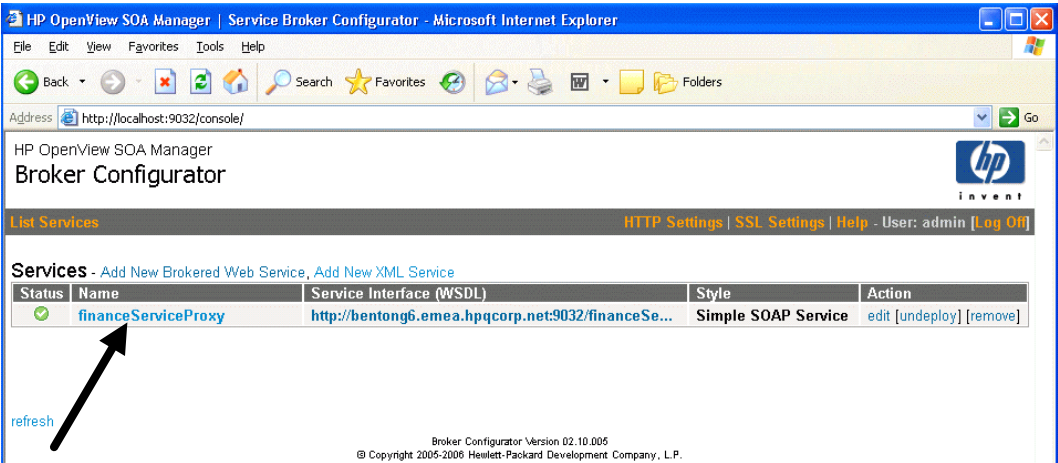 HP OpenView SOA Manager | Service Broker Configurator - Microsoft Internet Explorer
File Edit View Favorites Tools Help
Back Search Favorites Folders
Address http://localhost:9032/console/ Go
HP OpenView SOA Manager
Broker Configurator
hp
invent
List Services HTTP Settings | SSL Settings | Help - User: admin [Log Off]
Services - Add New Brokered Web Service, Add New XML Service
Status Name Service Interface (WSDL) Style Action
financeServiceProxy http://bentong6.emea.hpqcorp.net:9032/financeSe... Simple SOAP Service edit [undeploy] [remove]
refresh
Broker Configurator Version 02.10.005
© Copyright 2005-2006 Hewlett-Packard Development Company, L.P.